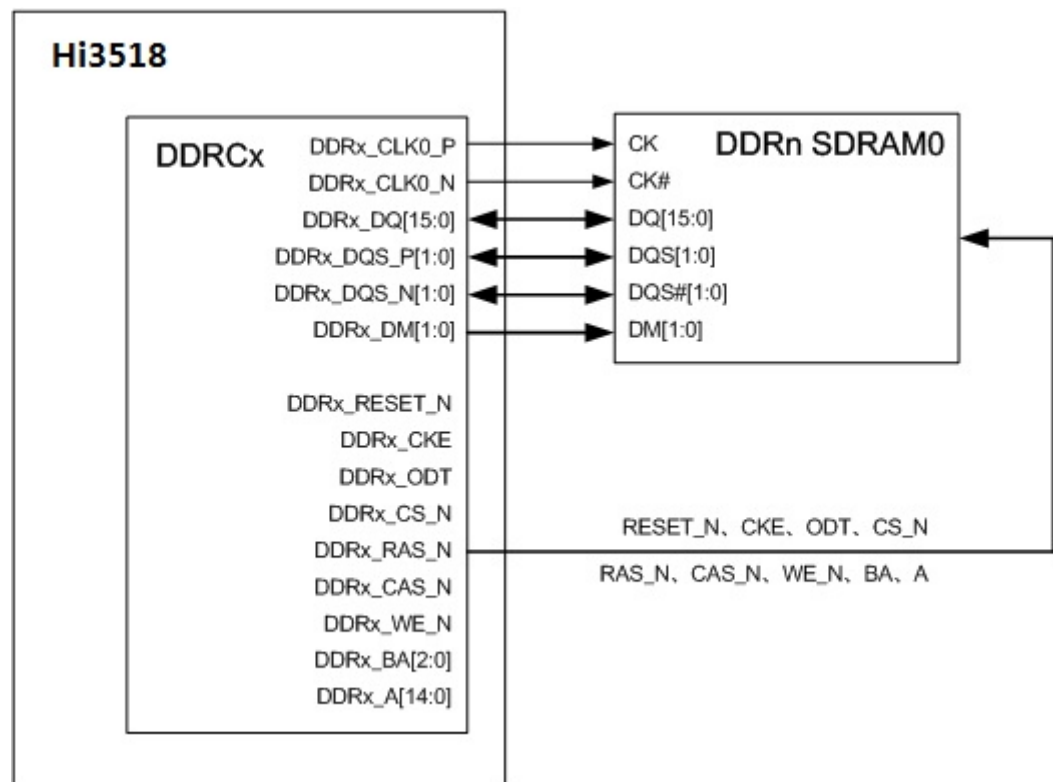 Hi3518
DDRCx
DDRx_CLK0_P
DDRx_CLK0_N
DDRx_DQ[15:0]
DDRx_DQS_P[1:0]
DDRx_DQS_N[1:0]
DDRx_DM[1:0]
DDRx_RESET_N
DDRx_CKE
DDRx_ODT
DDRx_CS_N
DDRx_RAS_N
DDRx_CAS_N
DDRx_WE_N
DDRx_BA[2:0]
DDRx_A[14:0]
DDRn SDRAM0
CK
CK#
DQ[15:0]
DQS[1:0]
DQS#[1:0]
DM[1:0]
RESET_N、CKE、ODT、CS_N
RAS_N、CAS_N、WE_N、BA、A